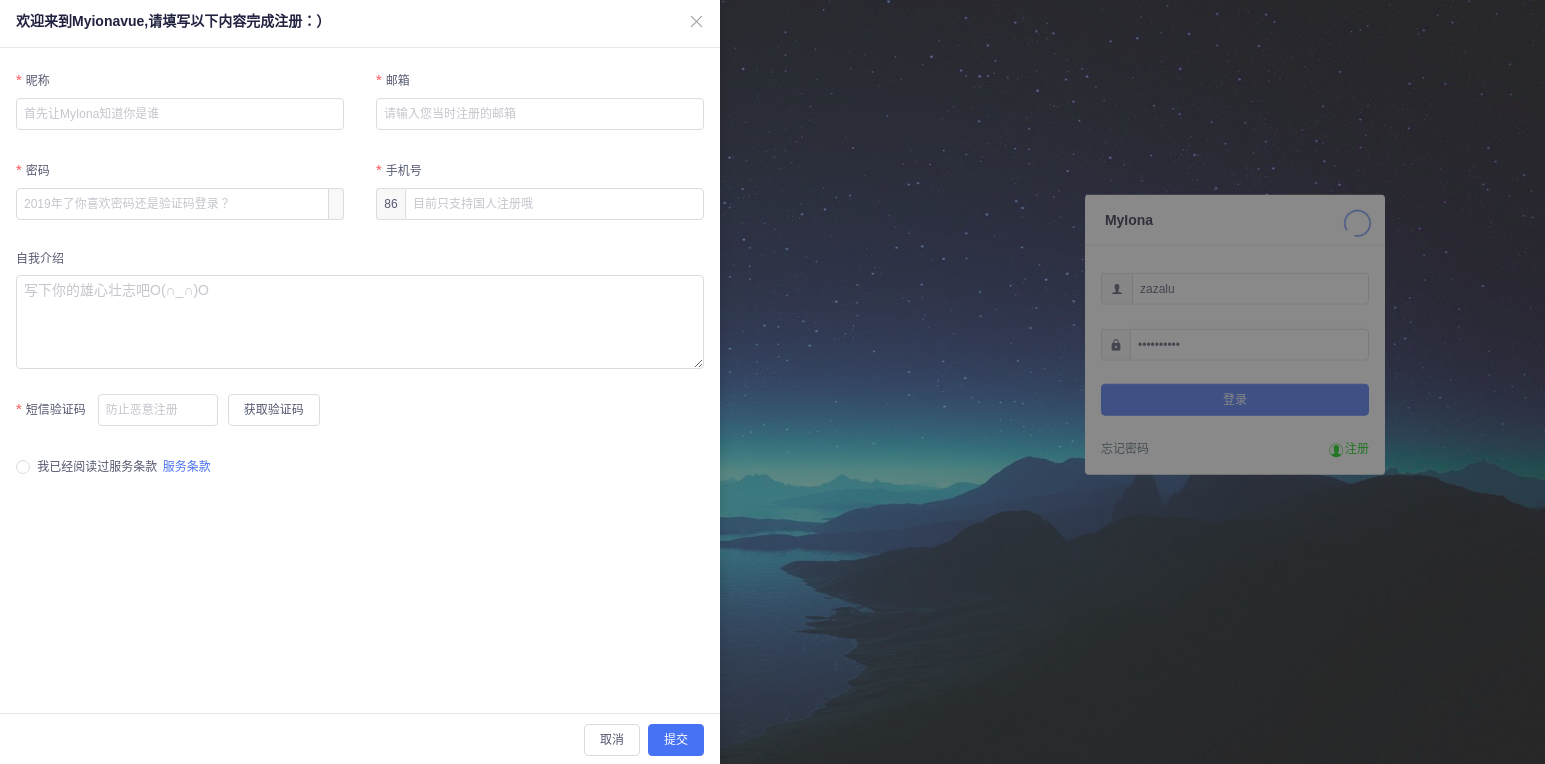 欢迎来到Myionavue,请填写以下内容完成注册：）
* 昵称
* 邮箱
首先让MyIona知道你是谁
请输入您当时注册的邮箱
* 密码
* 手机号
2019年了你喜欢密码还是验证码登录？
86 目前只支持国人注册哦
自我介绍
写下你的雄心壮志吧O(∩_∩)O
* 短信验证码 防止恶意注册 获取验证码
我已经阅读过服务条款 服务条款
取消 提交
MyIona
zazalu
••••••••••
登录
忘记密码 注册